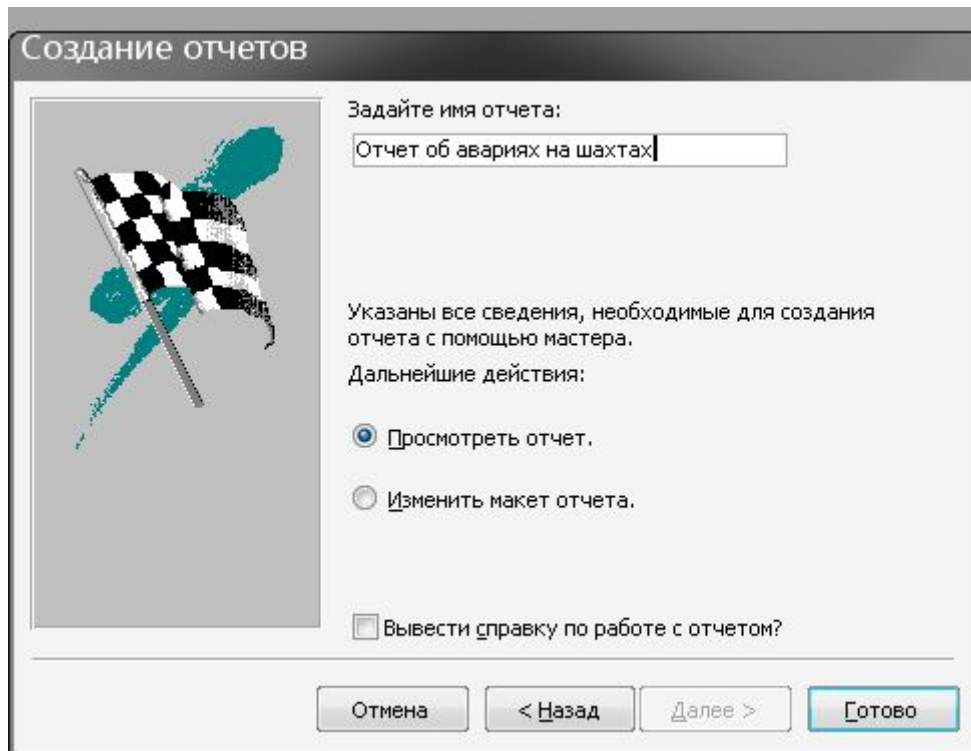 Создание отчетов
Задайте имя отчета:
Отчет об авариях на шахтах
Указаны все сведения, необходимые для создания
отчета с помощью мастера.
Дальнейшие действия:
Просмотреть отчет.
Изменить макет отчета.
Вывести справку по работе с отчетом?
Отмена
< Назад
Далее >
Готово